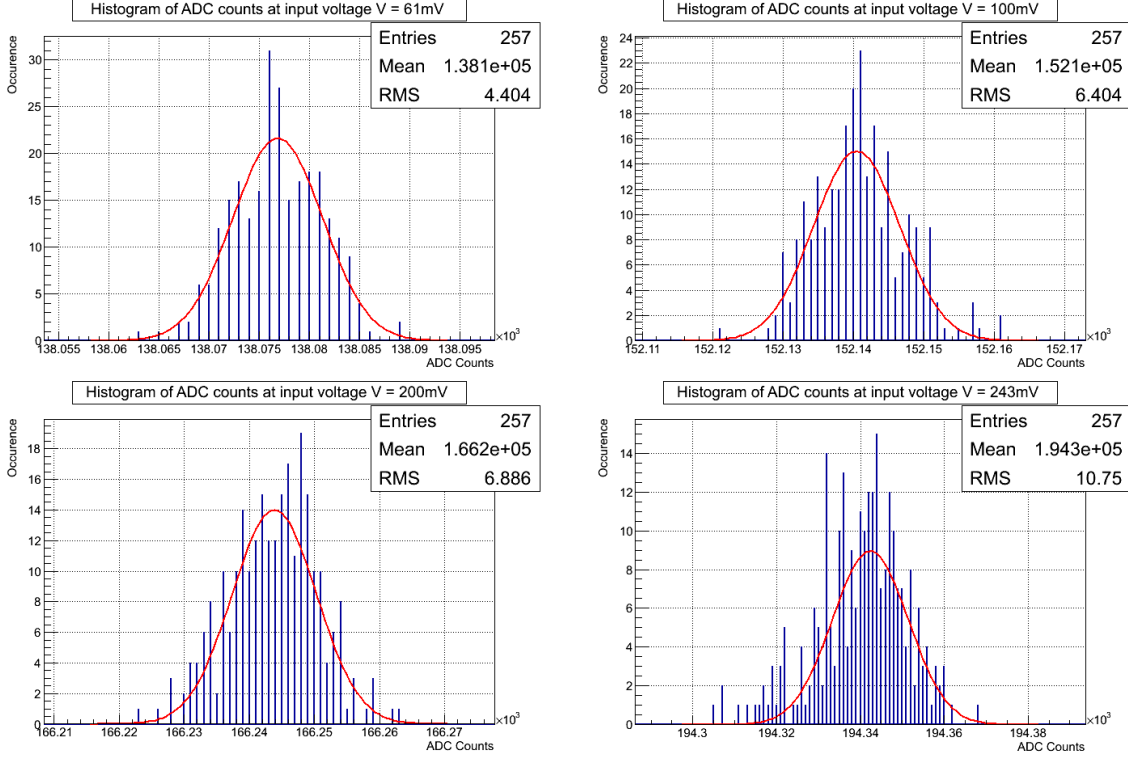 Histogram of ADC counts at input voltage V = 61mV
Entries 257
Mean 1.381e+05
RMS 4.404
Occurence
30
25
20
15
10
5
0
138.055 138.06 138.065 138.07 138.075 138.08 138.085 138.09 138.095
×10³
ADC Counts
Histogram of ADC counts at input voltage V = 100mV
Entries 257
Mean 1.521e+05
RMS 6.404
Occurence
24
22
20
18
16
14
12
10
8
6
4
2
0
152.11 152.12 152.13 152.14 152.15 152.16 152.17
×10³
ADC Counts
Histogram of ADC counts at input voltage V = 200mV
Entries 257
Mean 1.662e+05
RMS 6.886
Occurence
18
16
14
12
10
8
6
4
2
0
166.21 166.22 166.23 166.24 166.25 166.26 166.27
×10³
ADC Counts
Histogram of ADC counts at input voltage V = 243mV
Entries 257
Mean 1.943e+05
RMS 10.75
Occurence
14
12
10
8
6
4
2
0
194.3 194.32 194.34 194.36 194.38
×10³
ADC Counts